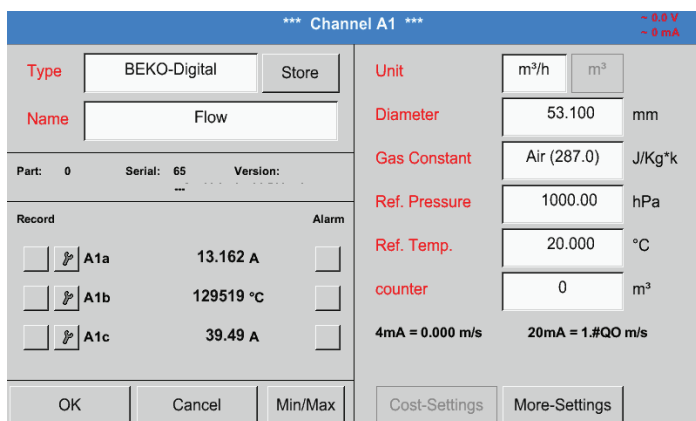 *** Channel A1 ***
~ 0.0 V
~ 0 mA
Type BEKO-Digital Store
Name Flow
Part: 0 Serial: 65 Version:
---
Record Alarm
A1a 13.162 A
A1b 129519 °C
A1c 39.49 A
OK Cancel Min/Max
Unit m³/h m³
Diameter 53.100 mm
Gas Constant Air (287.0) J/Kg*k
Ref. Pressure 1000.00 hPa
Ref. Temp. 20.000 °C
counter 0 m³
4mA = 0.000 m/s 20mA = 1.#QO m/s
Cost-Settings More-Settings